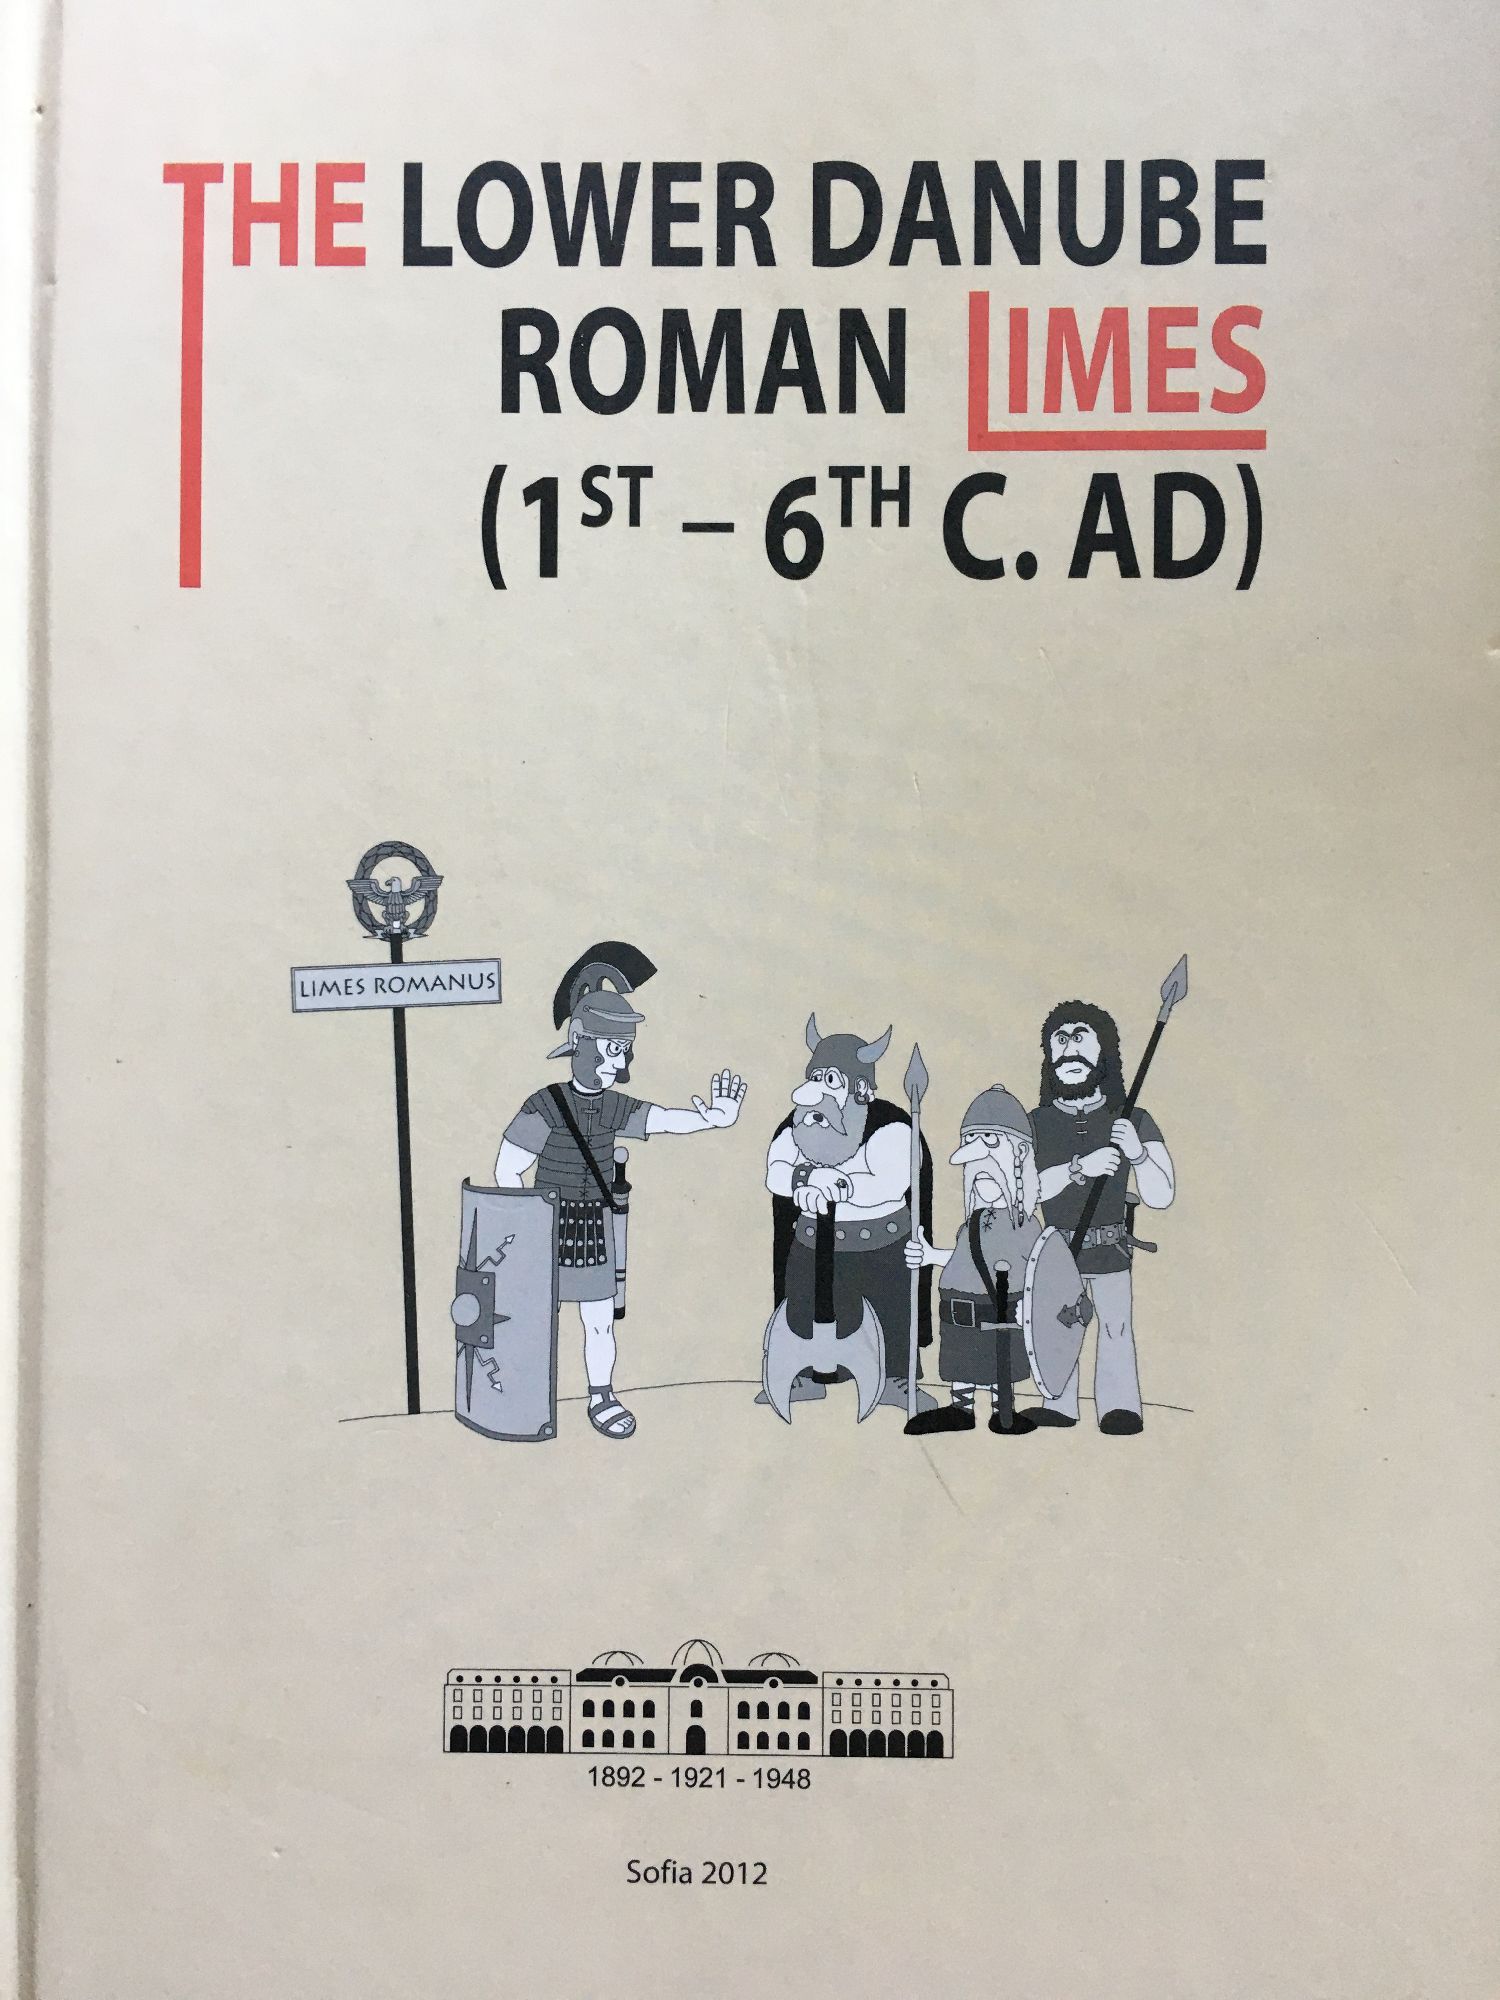 THE LOWER DANUBE
ROMAN LIMES
(1ST – 6TH C. AD)
LIMES ROMANUS
1892 - 1921 - 1948
Sofia 2012